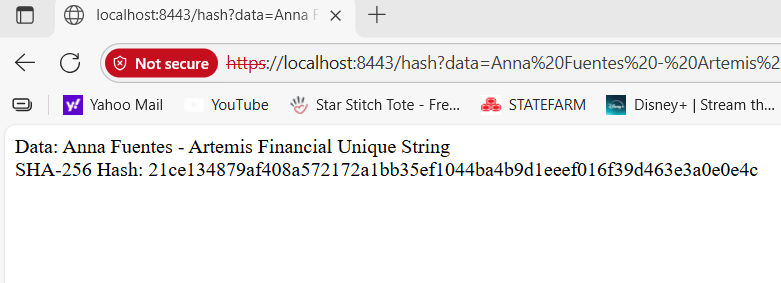 localhost:8443/hash?data=Anna F
Not secure https://localhost:8443/hash?data=Anna%20Fuentes%20-%20Artemis%2
Yahoo Mail YouTube Star Stitch Tote - Fre... STATEFARM Disney+ | Stream th...
Data: Anna Fuentes - Artemis Financial Unique String
SHA-256 Hash: 21ce134879af408a572172a1bb35ef1044ba4b9d1eeef016f39d463e3a0e0e4c